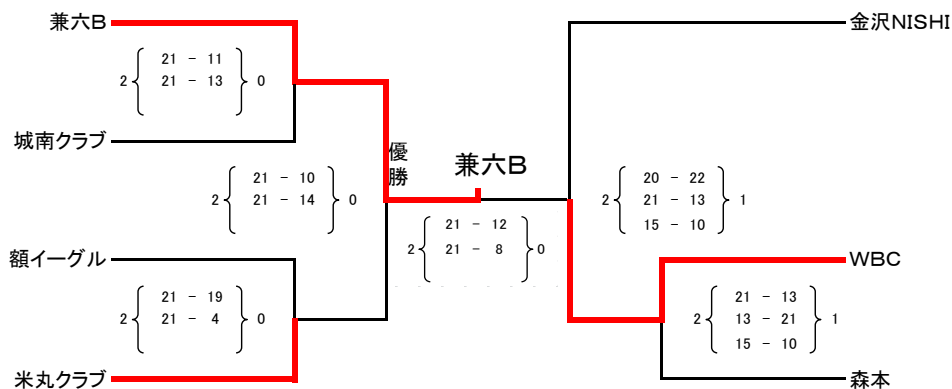 兼六B
金沢NISHI
21 - 11
2 21 - 13 0
城南クラブ
優勝
兼六B
21 - 10
2 21 - 14 0
20 - 22
2 21 - 13 1
15 - 10
21 - 12
2 21 - 8 0
額イーグル
WBC
21 - 19
2 21 - 4 0
21 - 13
2 13 - 21 1
15 - 10
米丸クラブ
森本